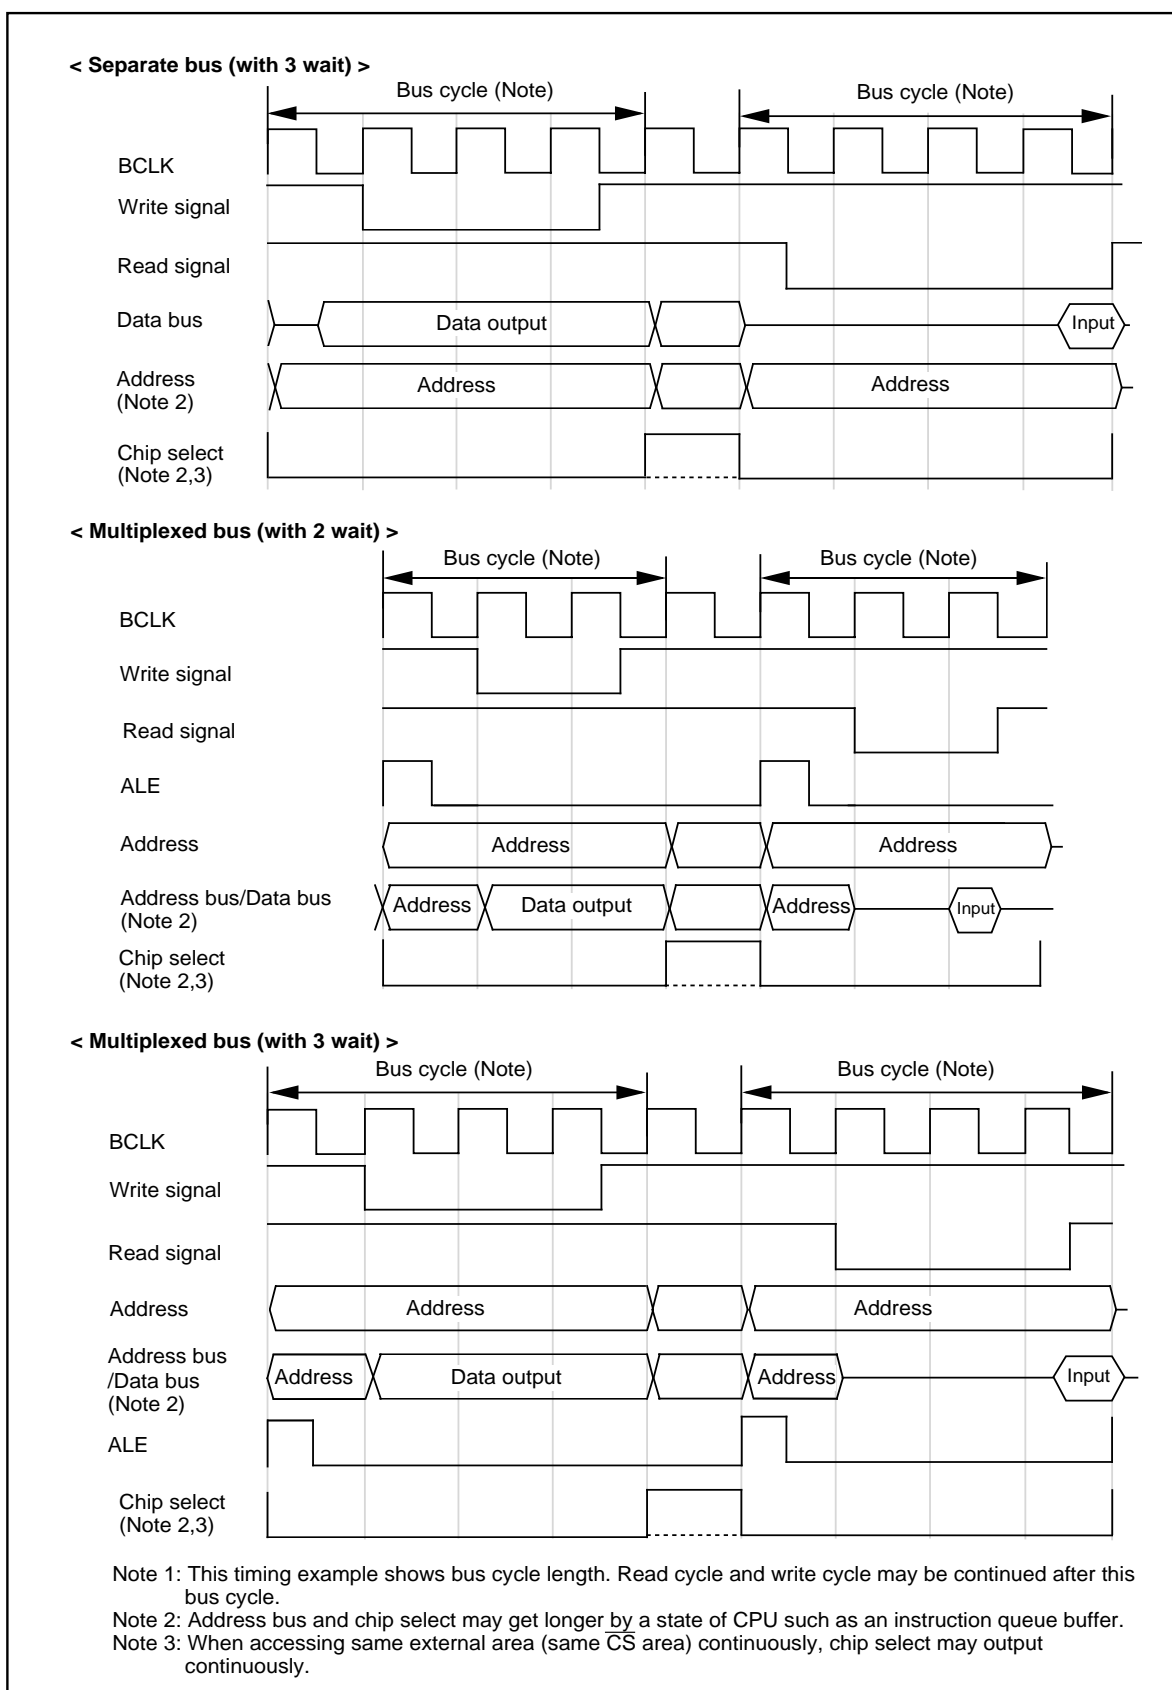 < Separate bus (with 3 wait) >
Bus cycle (Note) Bus cycle (Note)
BCLK
Write signal
Read signal
Data bus Data output Input
Address Address Address
(Note 2)
Chip select
(Note 2,3)
< Multiplexed bus (with 2 wait) >
Bus cycle (Note) Bus cycle (Note)
BCLK
Write signal
Read signal
ALE
Address Address Address
Address bus/Data bus Address Data output Address Input
(Note 2)
Chip select
(Note 2,3)
< Multiplexed bus (with 3 wait) >
Bus cycle (Note) Bus cycle (Note)
BCLK
Write signal
Read signal
Address Address Address
Address bus
/Data bus Address Data output Address Input
(Note 2)
ALE
Chip select
(Note 2,3)
Note 1: This timing example shows bus cycle length. Read cycle and write cycle may be continued after this
bus cycle.
Note 2: Address bus and chip select may get longer by a state of CPU such as an instruction queue buffer.
Note 3: When accessing same external area (same C̅S̅ area) continuously, chip select may output
continuously.